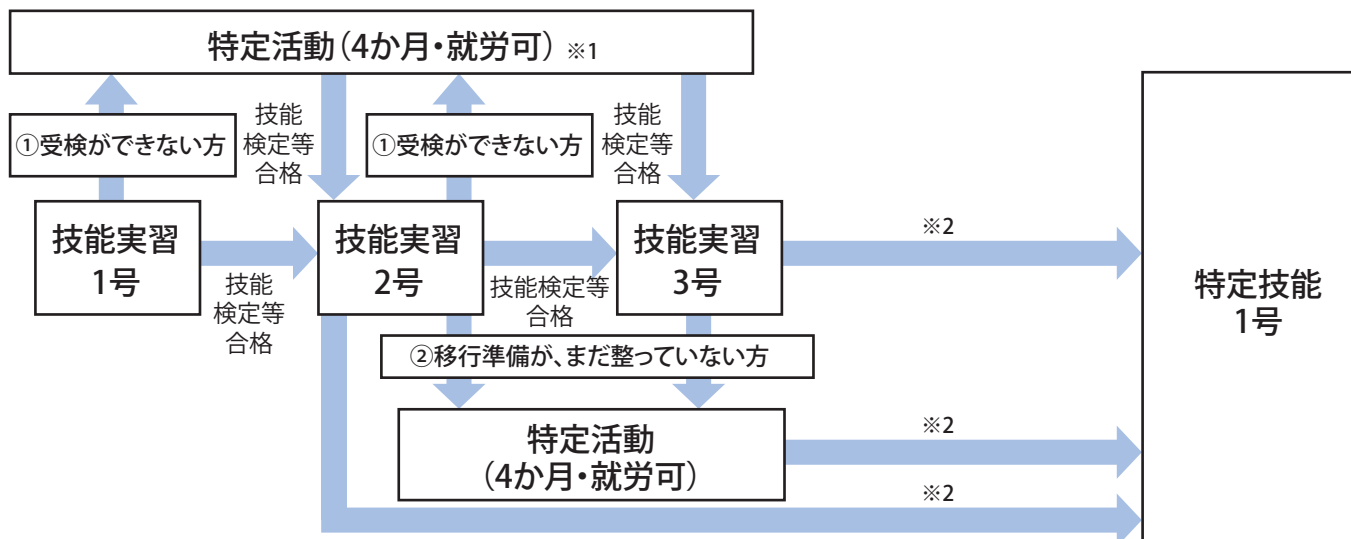 特定活動（4か月・就労可）※1
①受検ができない方
技能
検定等
合格
①受検ができない方
技能
検定等
合格
技能実習
1号
技能
検定等
合格
技能実習
2号
技能検定等
合格
技能実習
3号
※2
特定技能
1号
②移行準備が、まだ整っていない方
特定活動
（4か月・就労可）
※2
※2